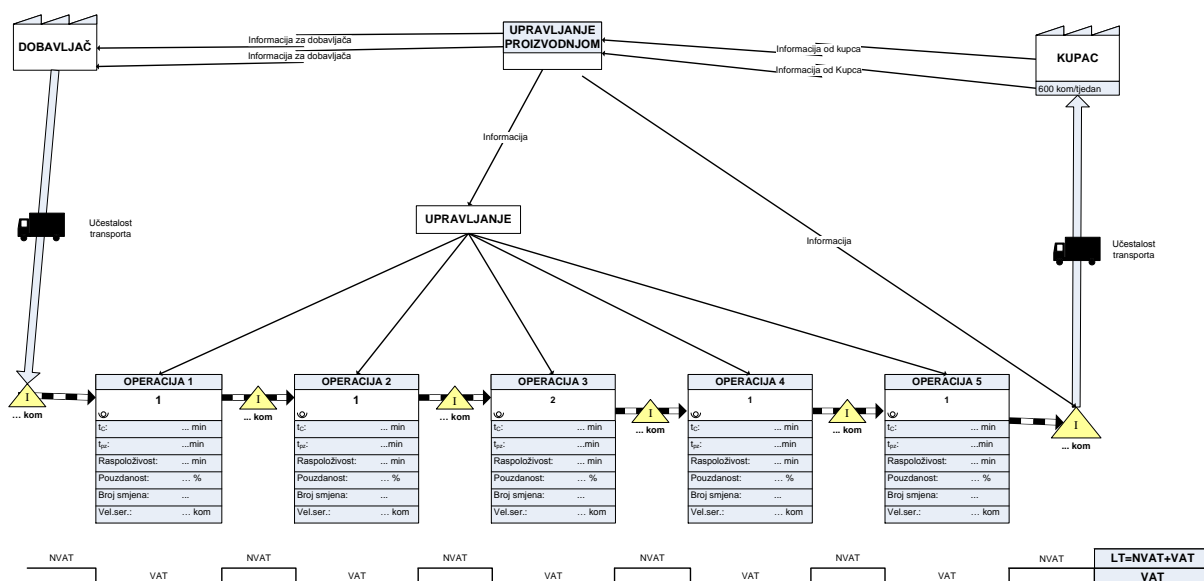 DOBAVLJAČ
Informacija za dobavljača
Informacija za dobavljača
UPRAVLJANJE
PROIZVODNJOM
Informacija od kupca
Informacija od Kupca
KUPAC
600 kom/tjedan
Informacija
Učestalost
transporta
UPRAVLJANJE
Informacija
Učestalost
transporta
I
... kom
OPERACIJA 1
1
tC: ... min
tpz: ...min
Raspoloživost: ... min
Pouzdanost: ... %
Broj smjena: ...
Vel.ser.: ... kom
I
... kom
OPERACIJA 2
1
tC: ... min
tpz: ...min
Raspoloživost: ... min
Pouzdanost: ... %
Broj smjena: ...
Vel.ser.: ... kom
I
... kom
OPERACIJA 3
2
tC: ... min
tpz: ...min
Raspoloživost: ... min
Pouzdanost: ... %
Broj smjena: ...
Vel.ser.: ... kom
I
... kom
OPERACIJA 4
1
tC: ... min
tpz: ...min
Raspoloživost: ... min
Pouzdanost: ... %
Broj smjena: ...
Vel.ser.: ... kom
I
... kom
OPERACIJA 5
1
tC: ... min
tpz: ...min
Raspoloživost: ... min
Pouzdanost: ... %
Broj smjena: ...
Vel.ser.: ... kom
I
... kom
NVAT NVAT NVAT NVAT NVAT NVAT LT=NVAT+VAT
VAT VAT VAT VAT VAT VAT